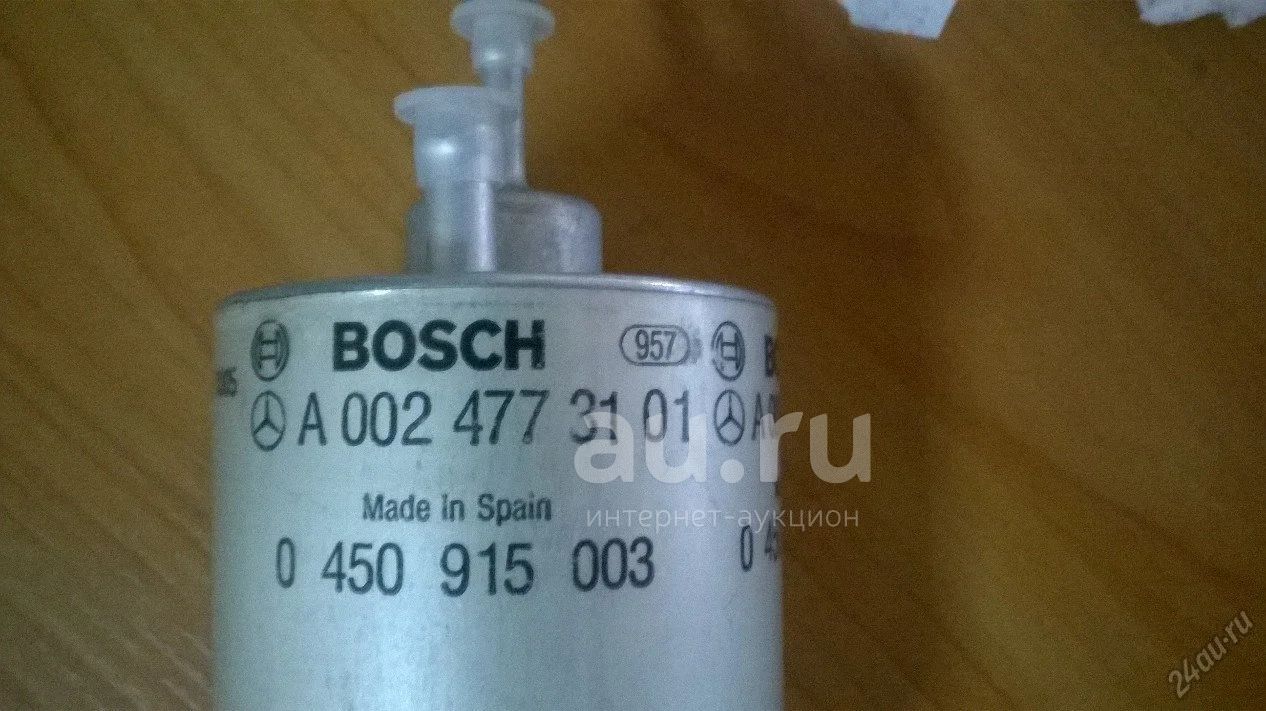 BOSCH 957
A 002 477 31 01
Made in Spain
0 450 915 003
au.ru
интернет-аукцион
24au.ru